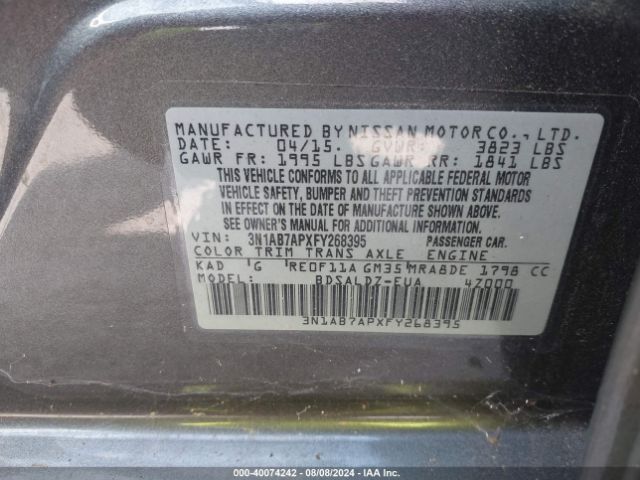 MANUFACTURED BY NISSAN MOTOR CO., LTD.
DATE: 04/15. GVWR: 3823 LBS
GAWR FR: 1995 LBS GAWR RR: 1841 LBS
THIS VEHICLE CONFORMS TO ALL APPLICABLE FEDERAL MOTOR
VEHICLE SAFETY, BUMPER AND THEFT PREVENTION STANDARDS
IN EFFECT ON THE DATE OF MANUFACTURE SHOWN ABOVE.
SEE OWNER'S MANUAL FOR ADDITIONAL INFORMATION.
VIN: 3N1AB7APXFY268395 PASSENGER CAR.
COLOR TRIM TRANS AXLE ENGINE
KAD G RE0F11A GM35 MRA8DE 1798 CC
MODEL: BDSALDZ-EUA 4Z000
3N1AB7APXFY268395
000-40074242 - 08/08/2024 - IAA Inc.